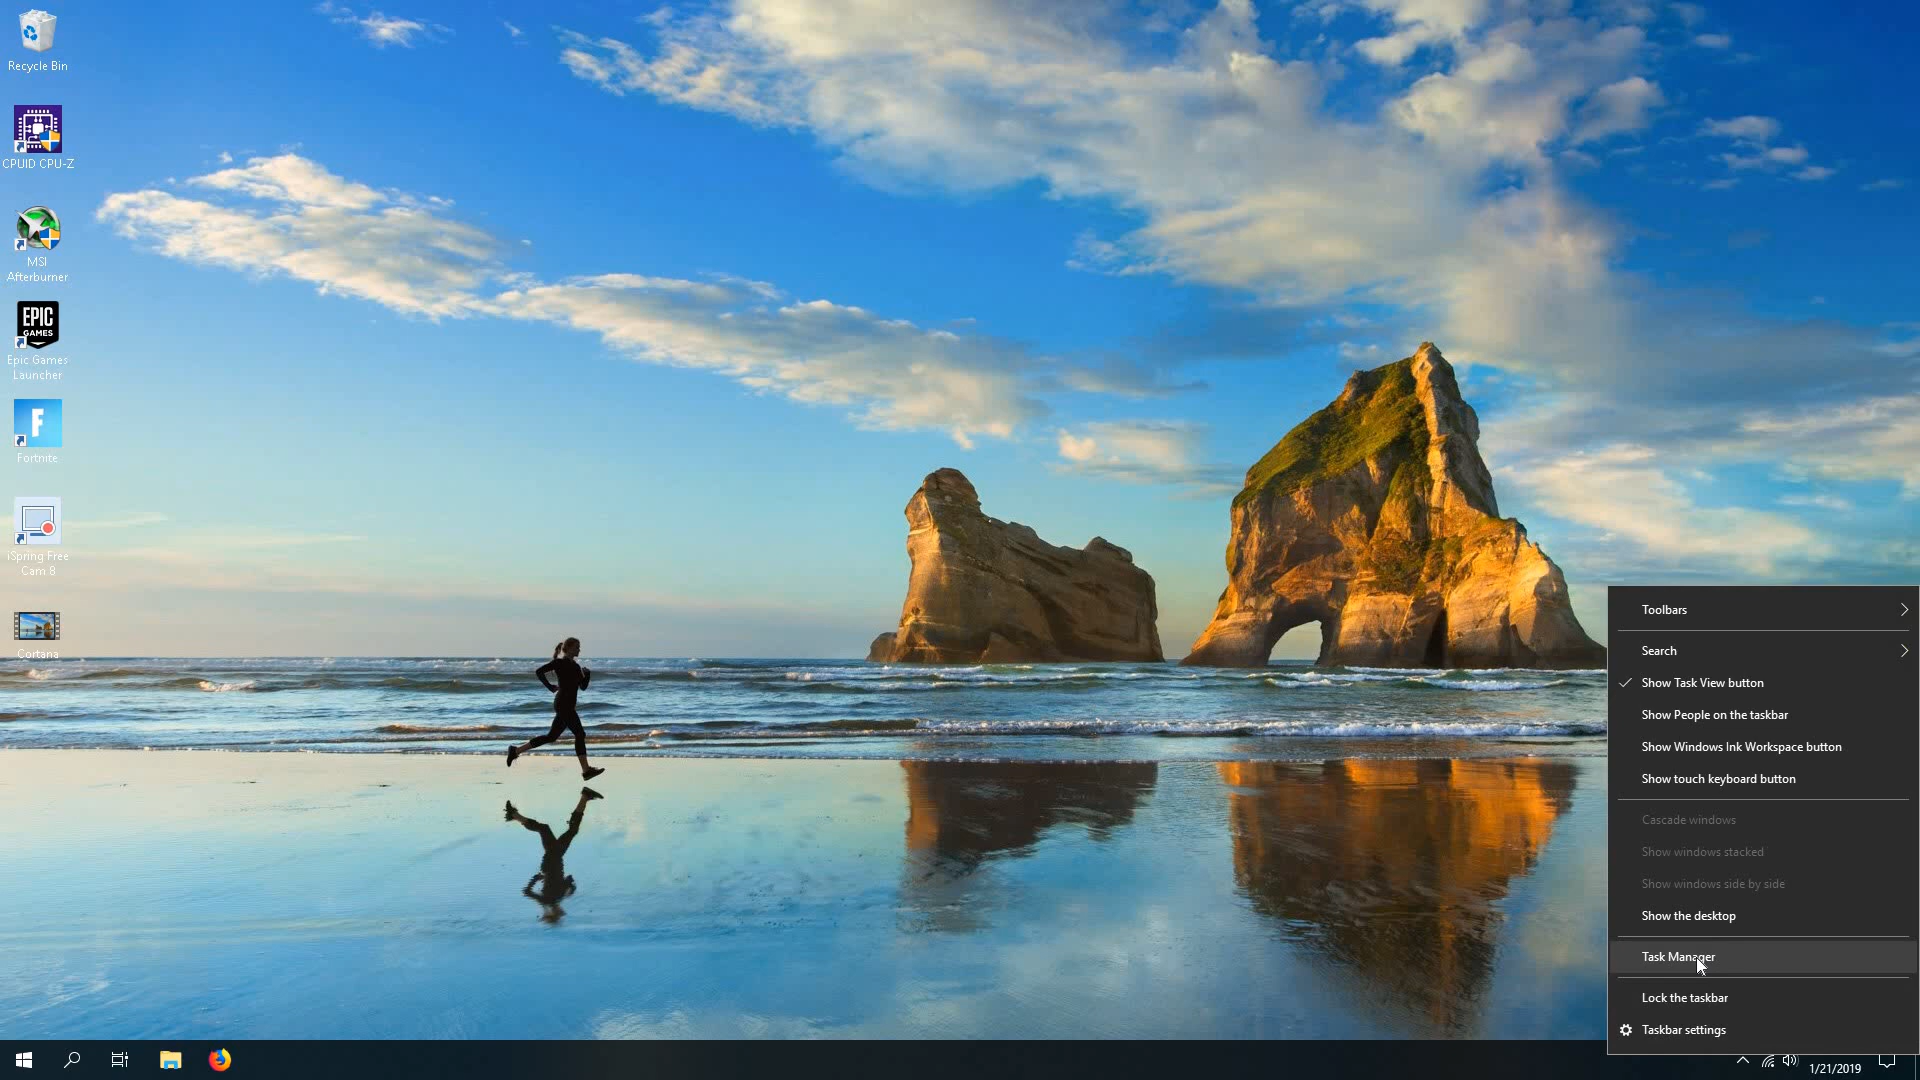 Recycle Bin
CPUID CPU-Z
MSI
Afterburner
EPIC
GAMES
Epic Games
Launcher
F
Fortnite
iSpring Free
Cam 8
Cortana
Toolbars
Search
Show Task View button
Show People on the taskbar
Show Windows Ink Workspace button
Show touch keyboard button
Cascade windows
Show windows stacked
Show windows side by side
Show the desktop
Task Manager
Lock the taskbar
Taskbar settings
1/21/2019